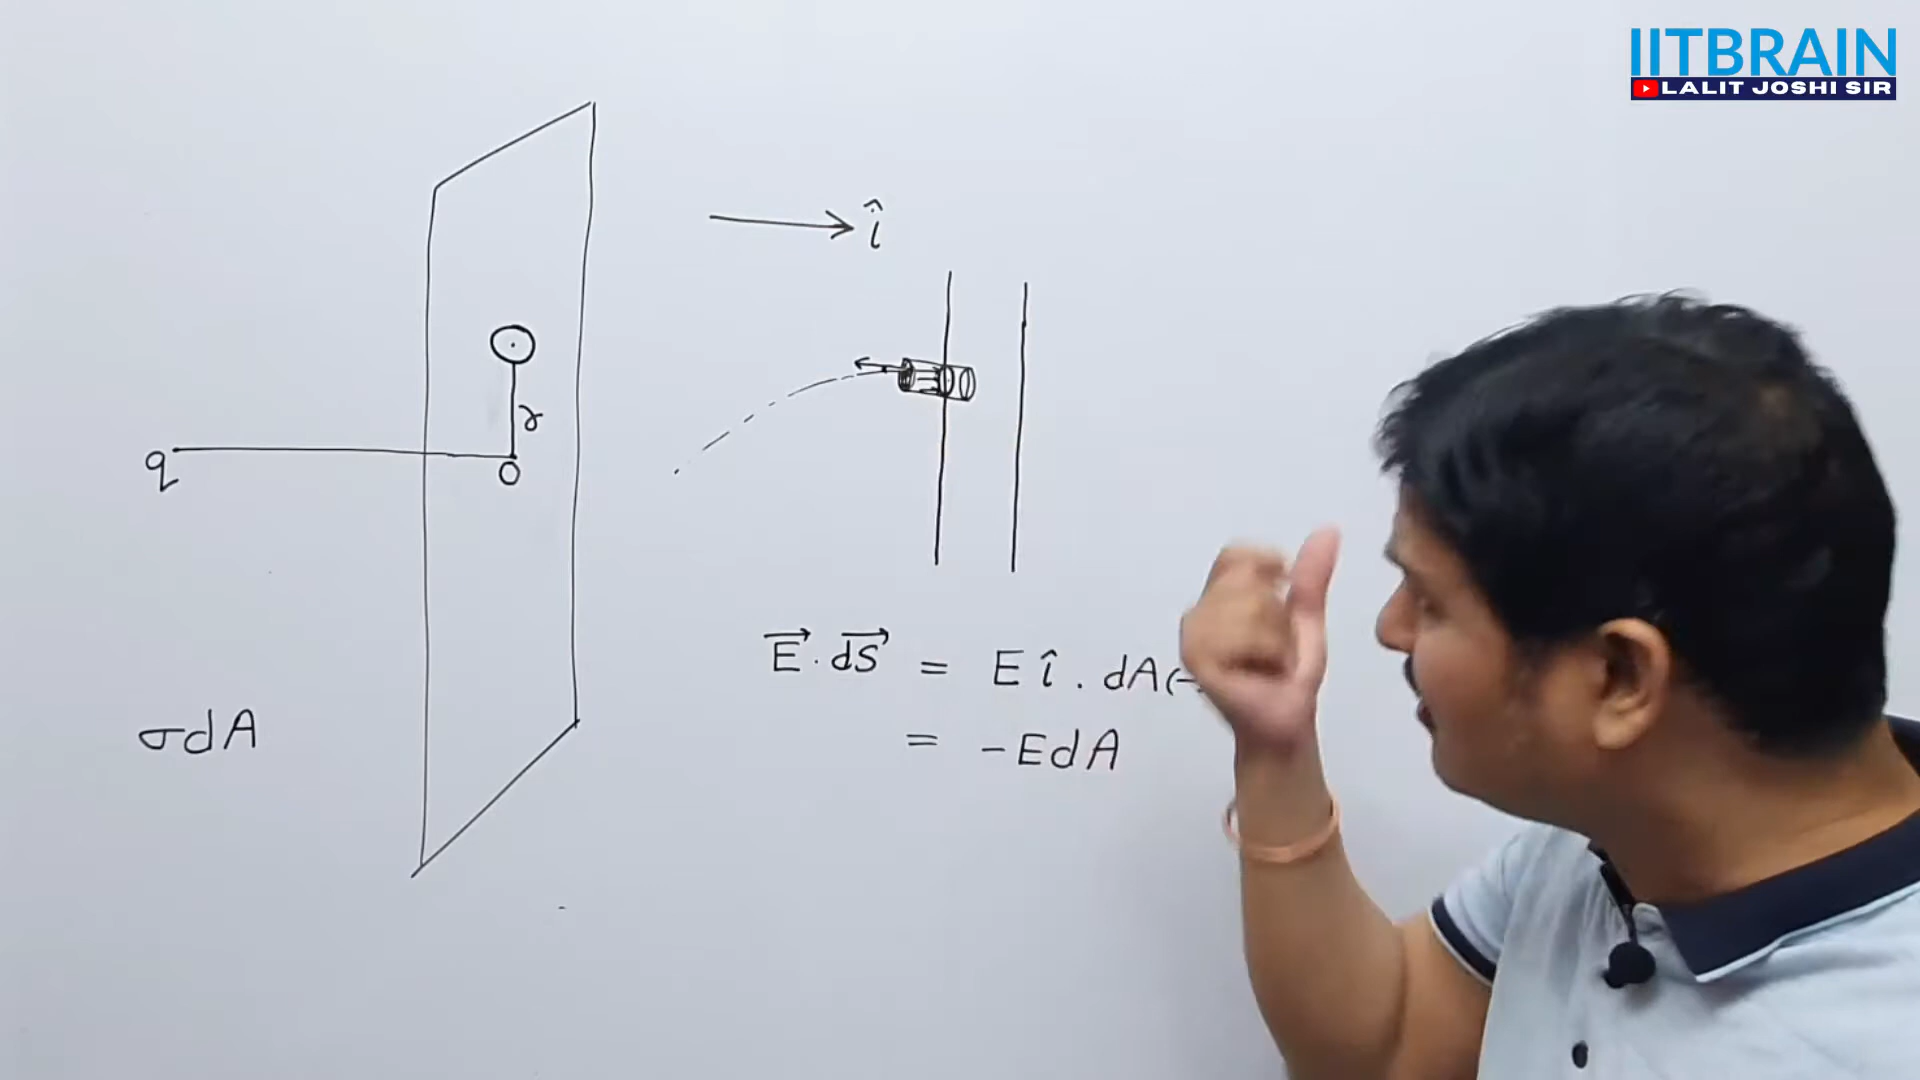 IITBRAIN
LALIT JOSHI SIR
î
r
q
O
E⃗ . dS⃗ = E î . dA(-
= -EdA
σdA